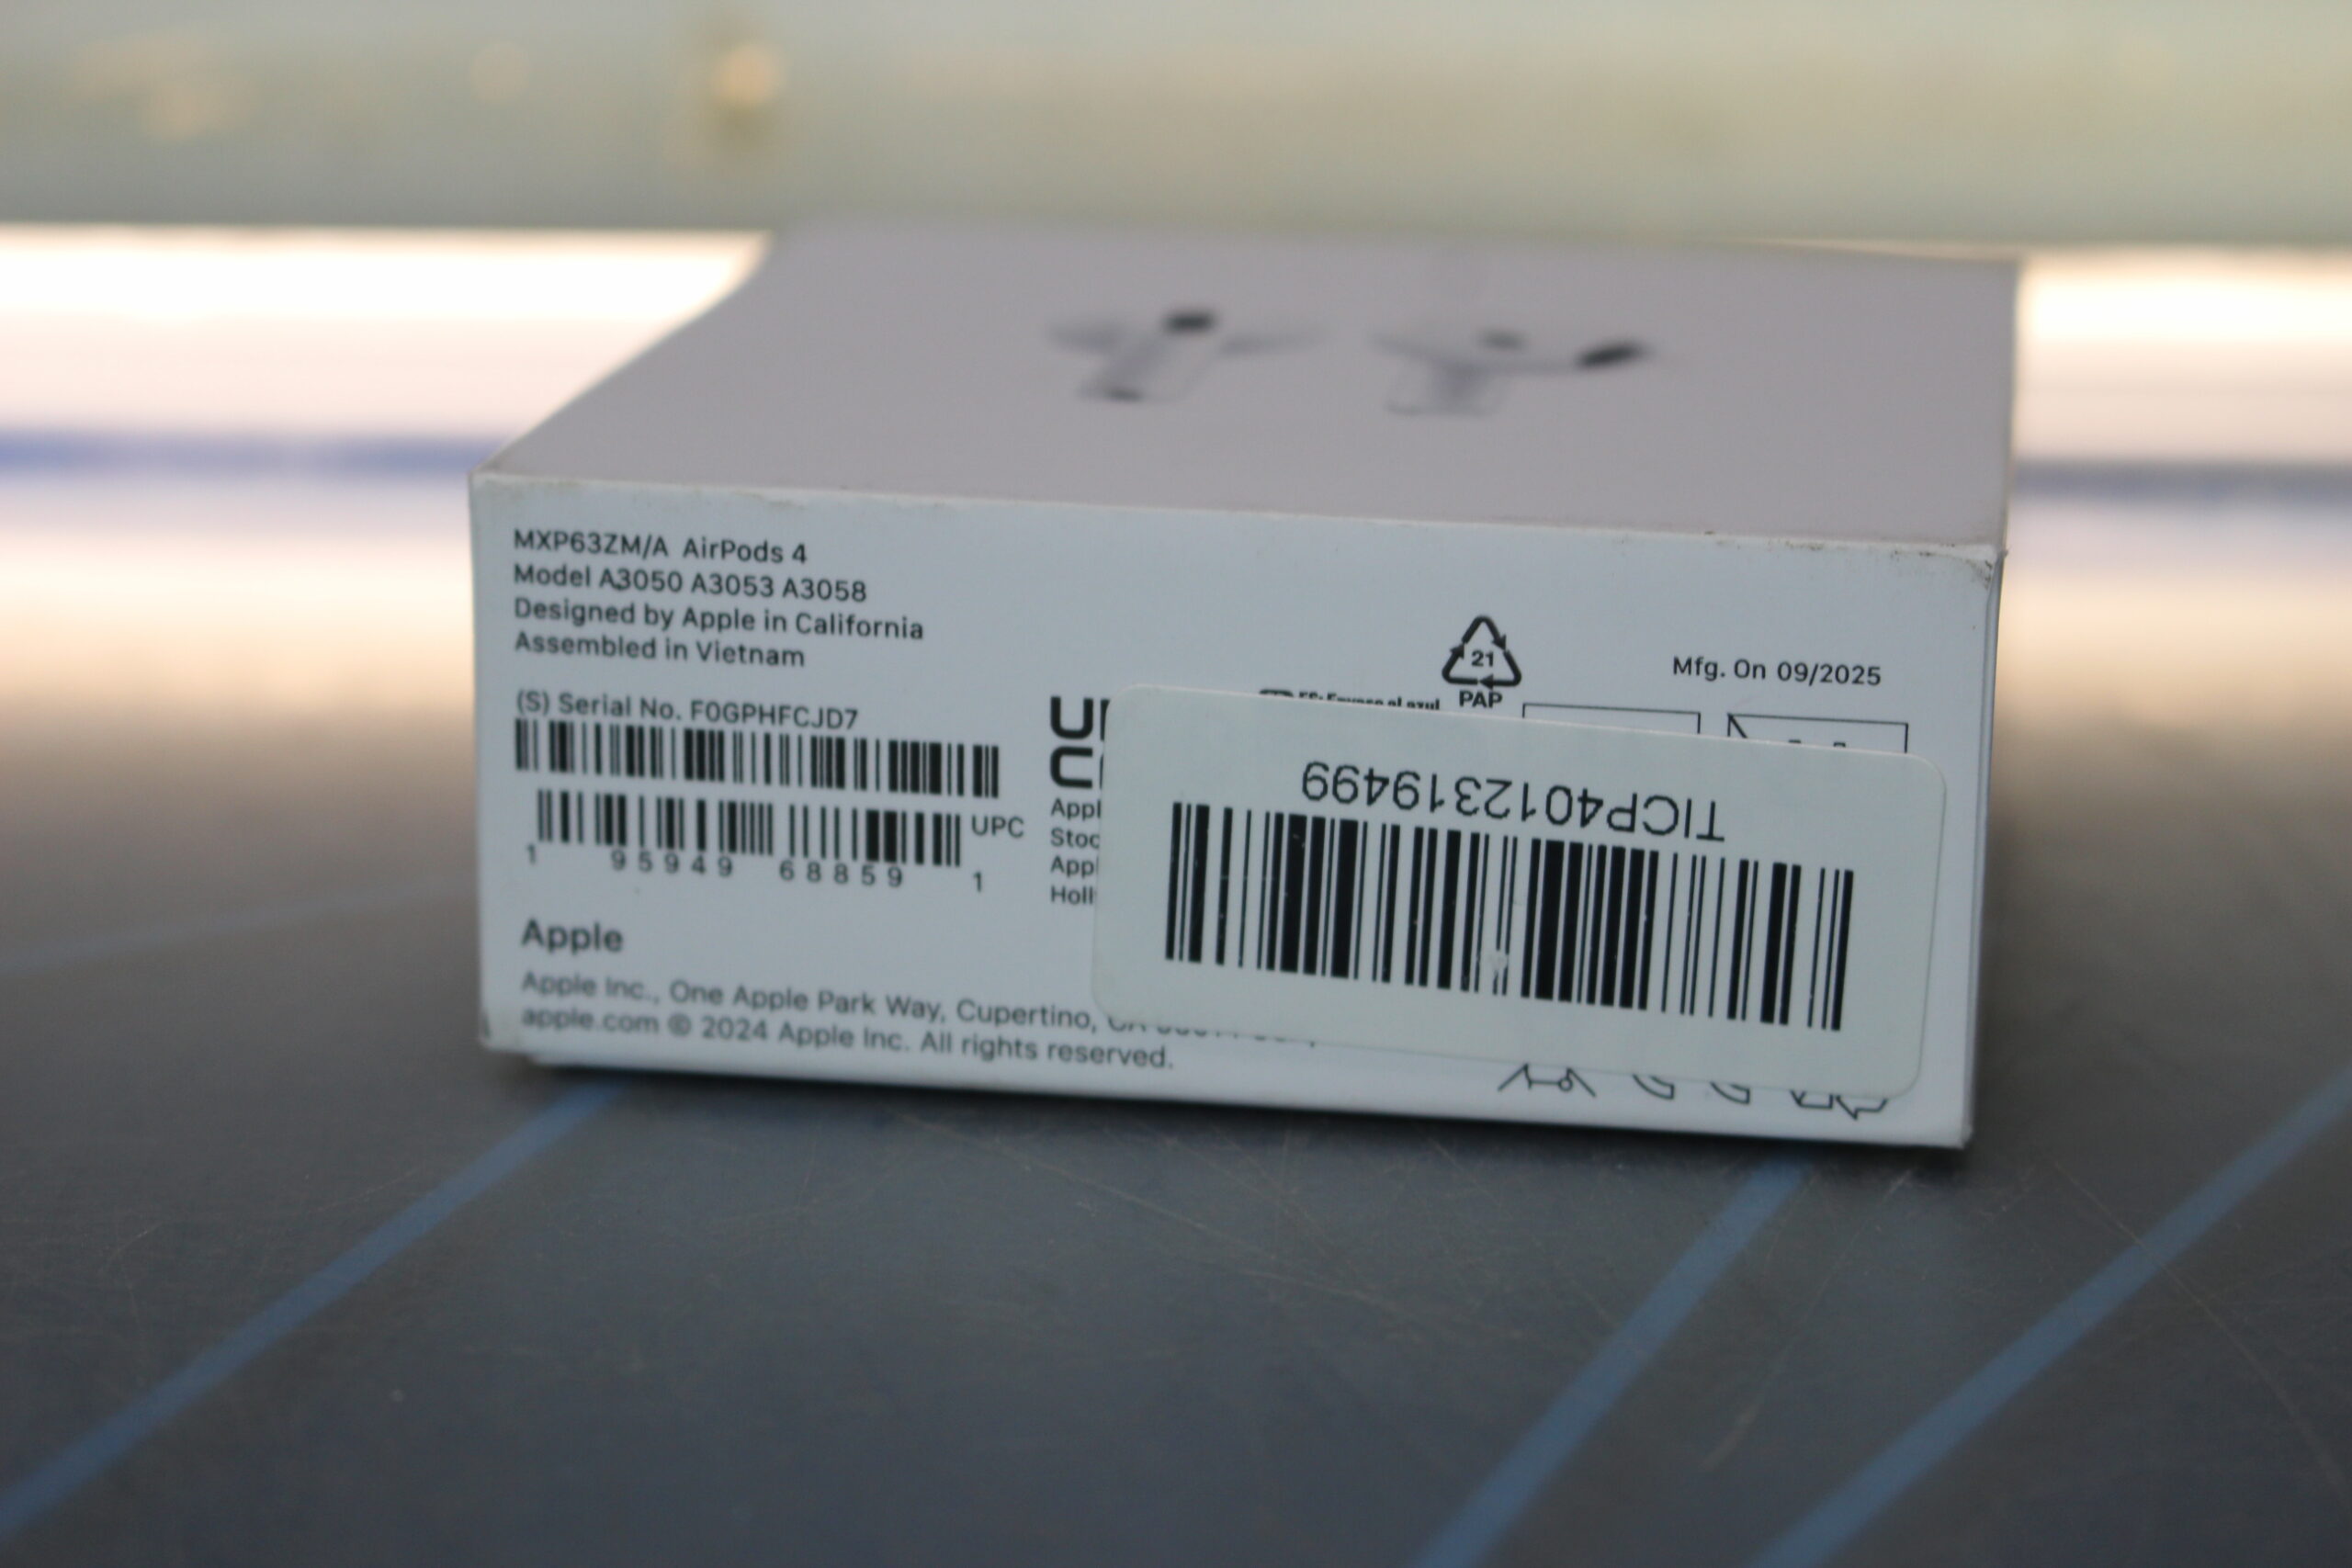 MXP63ZM/A AirPods 4
Model A3050 A3053 A3058
Designed by Apple in California
Assembled in Vietnam
(S) Serial No. F0GPHFCJD7
UPC
1 95949 68859 1
Apple
Apple Inc., One Apple Park Way, Cupertino,
apple.com © 2024 Apple Inc. All rights reserved.
21
PAP
Mfg. On 09/2025
TICP4012319499